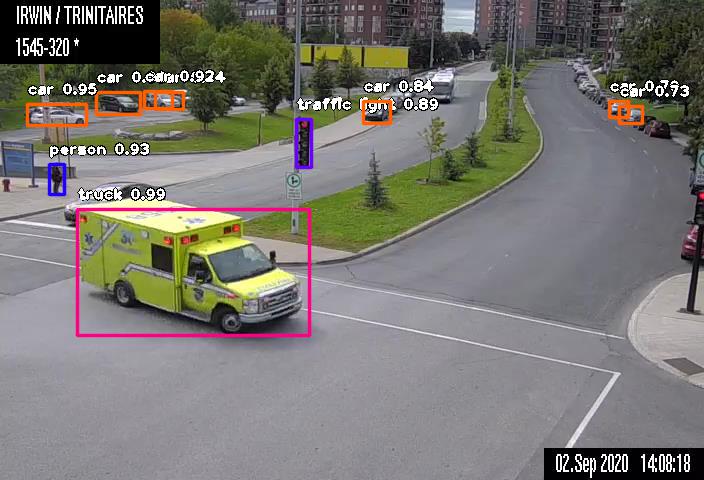 IRWIN / TRINITAIRES
1545-320 *
car 0.95
car 0.84
car 0.73
traffic light 0.89
person 0.93
truck 0.99
02.Sep 2020 14:08:18